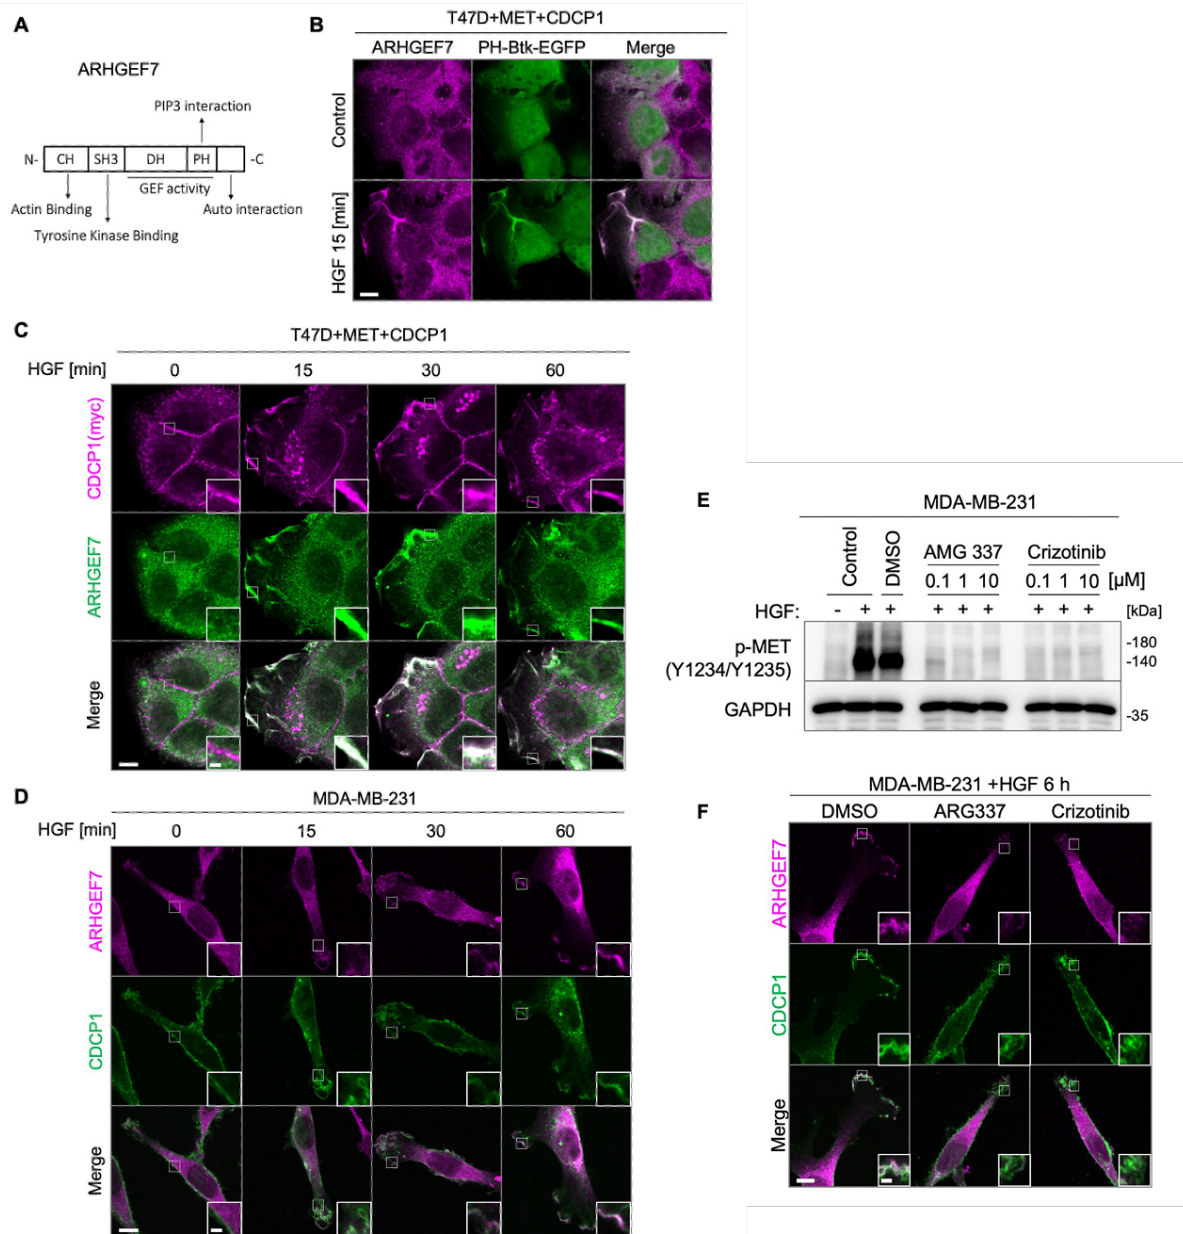 A
ARHGEF7
PIP3 interaction
N- CH SH3 DH PH -C
GEF activity
Actin Binding
Auto interaction
Tyrosine Kinase Binding
B
T47D+MET+CDCP1
ARHGEF7 PH-Btk-EGFP Merge
Control
HGF 15 [min]
C
T47D+MET+CDCP1
HGF [min] 0 15 30 60
CDCP1(myc)
ARHGEF7
Merge
D
MDA-MB-231
HGF [min] 0 15 30 60
ARHGEF7
CDCP1
Merge
E
MDA-MB-231
Control DMSO AMG 337 Crizotinib
0.1 1 10 0.1 1 10 [µM]
HGF: - + + + + + + + + [kDa]
p-MET
(Y1234/Y1235)
-180
-140
GAPDH
-35
F
MDA-MB-231 +HGF 6 h
DMSO ARG337 Crizotinib
ARHGEF7
CDCP1
Merge